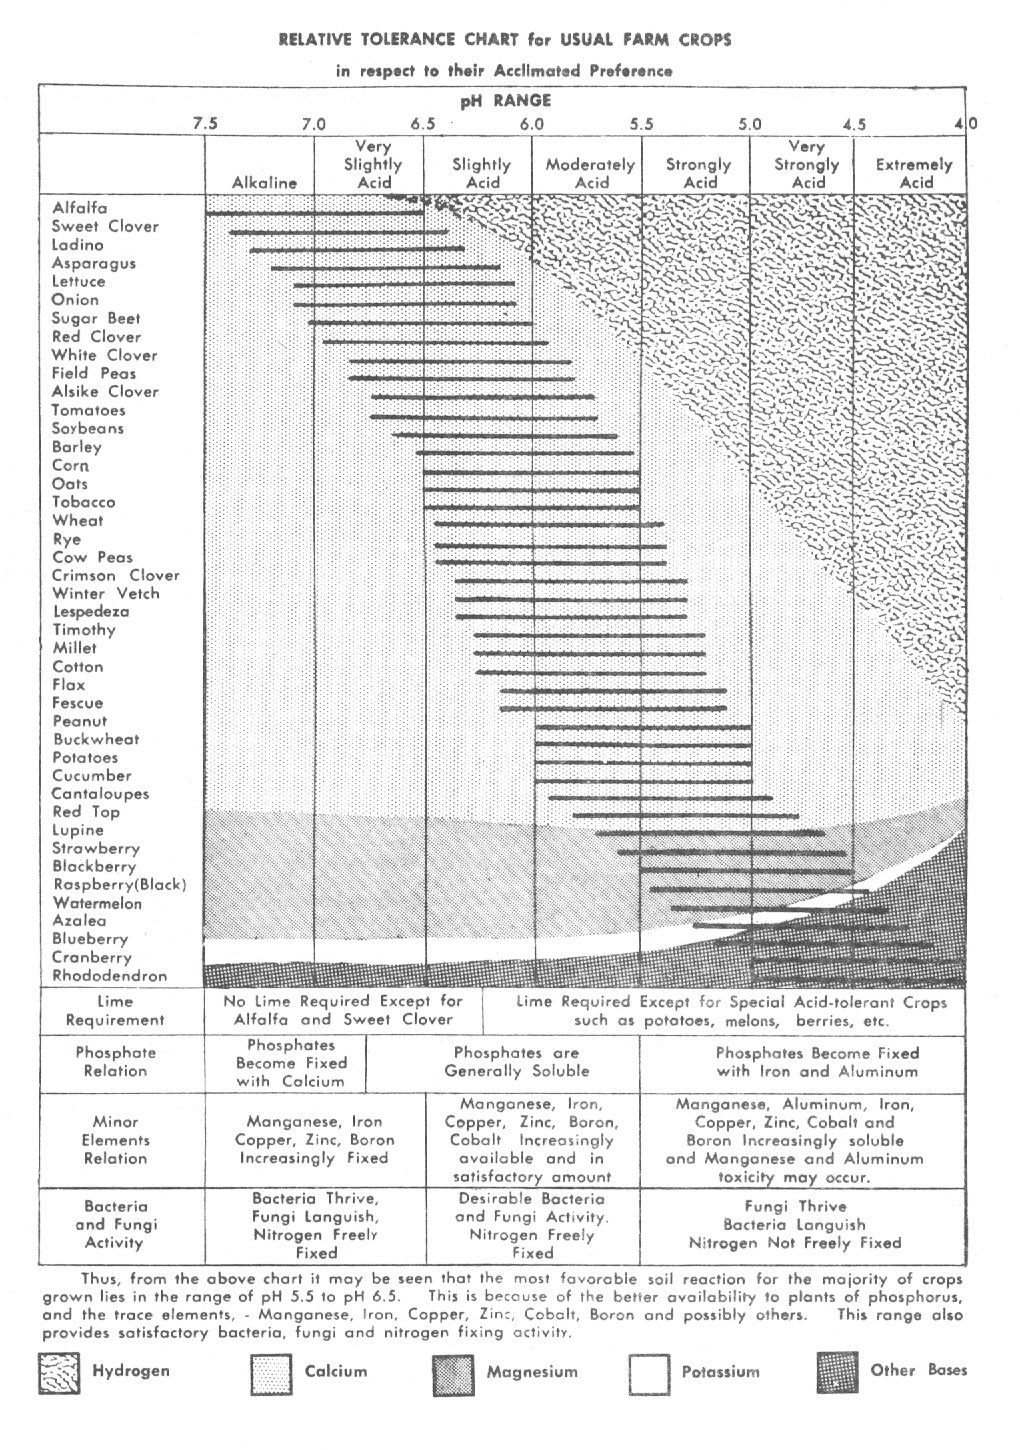 RELATIVE TOLERANCE CHART for USUAL FARM CROPS
in respect to their Acclimated Preference
pH RANGE
7.5 7.0 6.5 6.0 5.5 5.0 4.5 4.0
Alkaline
Very
Slightly
Acid
Slightly
Acid
Moderately
Acid
Strongly
Acid
Very
Strongly
Acid
Extremely
Acid
Alfalfa
Sweet Clover
Ladino
Asparagus
Lettuce
Onion
Sugar Beet
Red Clover
White Clover
Field Peas
Alsike Clover
Tomatoes
Soybeans
Barley
Corn
Oats
Tobacco
Wheat
Rye
Cow Peas
Crimson Clover
Winter Vetch
Lespedeza
Timothy
Millet
Cotton
Flax
Fescue
Peanut
Buckwheat
Potatoes
Cucumber
Cantaloupes
Red Top
Lupine
Strawberry
Blackberry
Raspberry(Black)
Watermelon
Azalea
Blueberry
Cranberry
Rhododendron
Lime
Requirement
No Lime Required Except for
Alfalfa and Sweet Clover
Lime Required Except for Special Acid-tolerant Crops
such as potatoes, melons, berries, etc.
Phosphate
Relation
Phosphates
Become Fixed
with Calcium
Phosphates are
Generally Soluble
Phosphates Become Fixed
with Iron and Aluminum
Minor
Elements
Relation
Manganese, Iron
Copper, Zinc, Boron
Increasingly Fixed
Manganese, Iron,
Copper, Zinc, Boron,
Cobalt Increasingly
available and in
satisfactory amount
Manganese, Aluminum, Iron,
Copper, Zinc, Cobalt and
Boron Increasingly soluble
and Manganese and Aluminum
toxicity may occur.
Bacteria
and Fungi
Activity
Bacteria Thrive,
Fungi Languish,
Nitrogen Freely
Fixed
Desirable Bacteria
and Fungi Activity.
Nitrogen Freely
Fixed
Fungi Thrive
Bacteria Languish
Nitrogen Not Freely Fixed
Thus, from the above chart it may be seen that the most favorable soil reaction for the majority of crops
grown lies in the range of pH 5.5 to pH 6.5. This is because of the better availability to plants of phosphorus,
and the trace elements, - Manganese, Iron, Copper, Zinc, Cobalt, Boron and possibly others. This range also
provides satisfactory bacteria, fungi and nitrogen fixing activity.
Hydrogen
Calcium
Magnesium
Potassium
Other Bases